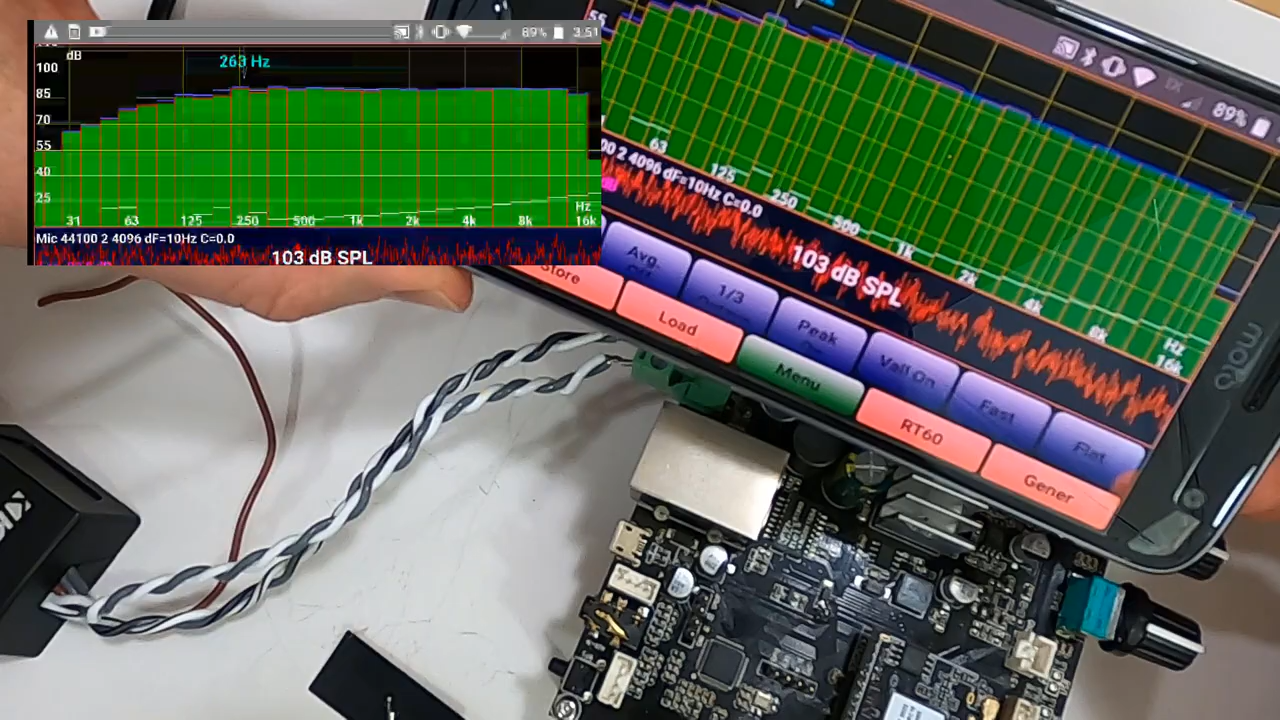 89% 3:51
dB
263 Hz
100
85
70
55
40
25
Hz
31 63 125 250 500 1k 2k 4k 8k 16k
Mic 44100 2 4096 dF=10Hz C=0.0
103 dB SPL
89%
55
63 125 250 500 1k 2k 4k 8k 16k
Hz
00 2 4096 dF=10Hz C=0.0
103 dB SPL
Avg.
1/3
Peak
Vall On
Fast
Flat
Store
Load
Menu
RT60
Gener
moto